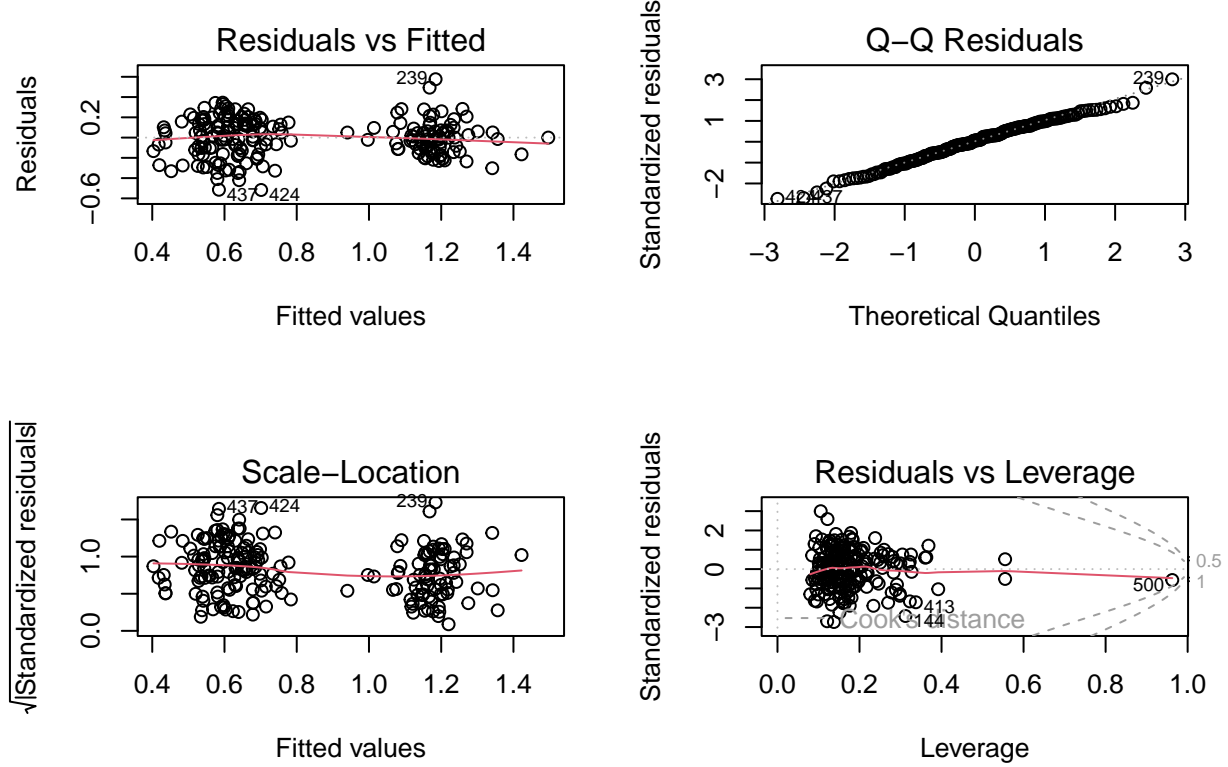 Residuals vs Fitted
Residuals
0.2
−0.6
239
437
424
0.4 0.6 0.8 1.0 1.2 1.4
Fitted values
Q−Q Residuals
Standardized residuals
3
1
−2
239
424
437
−3 −2 −1 0 1 2 3
Theoretical Quantiles
Scale−Location
√|Standardized residuals|
1.0
0.0
437
424
239
0.4 0.6 0.8 1.0 1.2 1.4
Fitted values
Residuals vs Leverage
Standardized residuals
2
0
−3
0.5
1
500
413
144
Cook's distance
0.0 0.2 0.4 0.6 0.8 1.0
Leverage